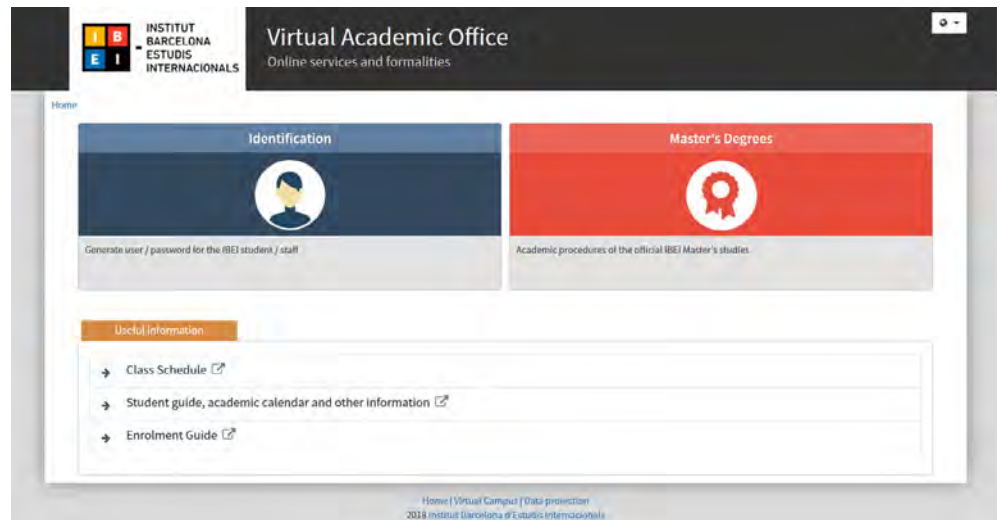 I B
E I
INSTITUT
BARCELONA
ESTUDIS
INTERNACIONALS
Virtual Academic Office
Online services and formalities
Home
Identification
Master's Degrees
Generate user / password for the IBEI student / staff
Academic procedures of the official IBEI Master's studies
Useful information
Class Schedule
Student guide, academic calendar and other information
Enrolment Guide
Home | Virtual Campus | Data protection
2018 Institut Barcelona d'Estudis Internacionals